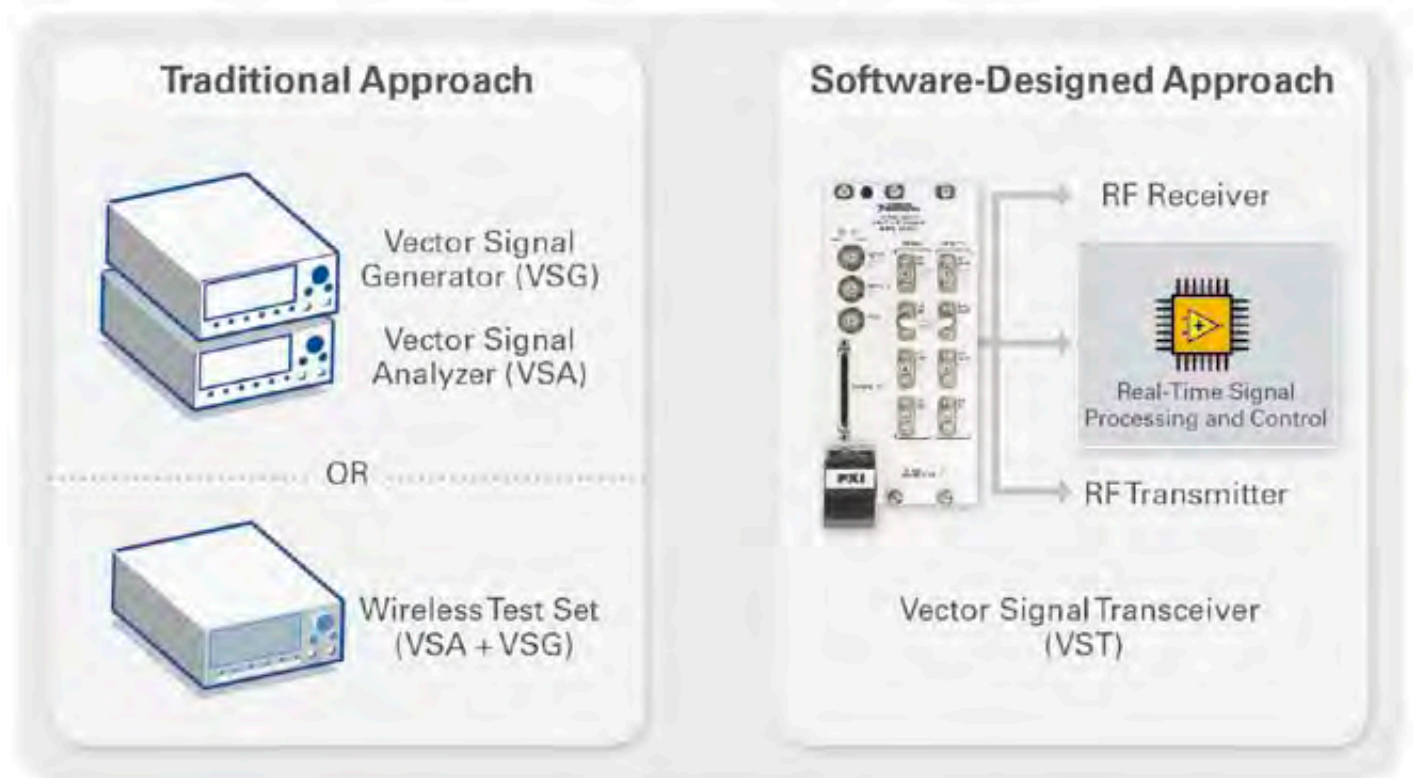 Traditional Approach
Vector Signal
Generator (VSG)
Vector Signal
Analyzer (VSA)
OR
Wireless Test Set
(VSA + VSG)
Software-Designed Approach
RF Receiver
Real-Time Signal
Processing and Control
RF Transmitter
PXI
Vector Signal Transceiver
(VST)